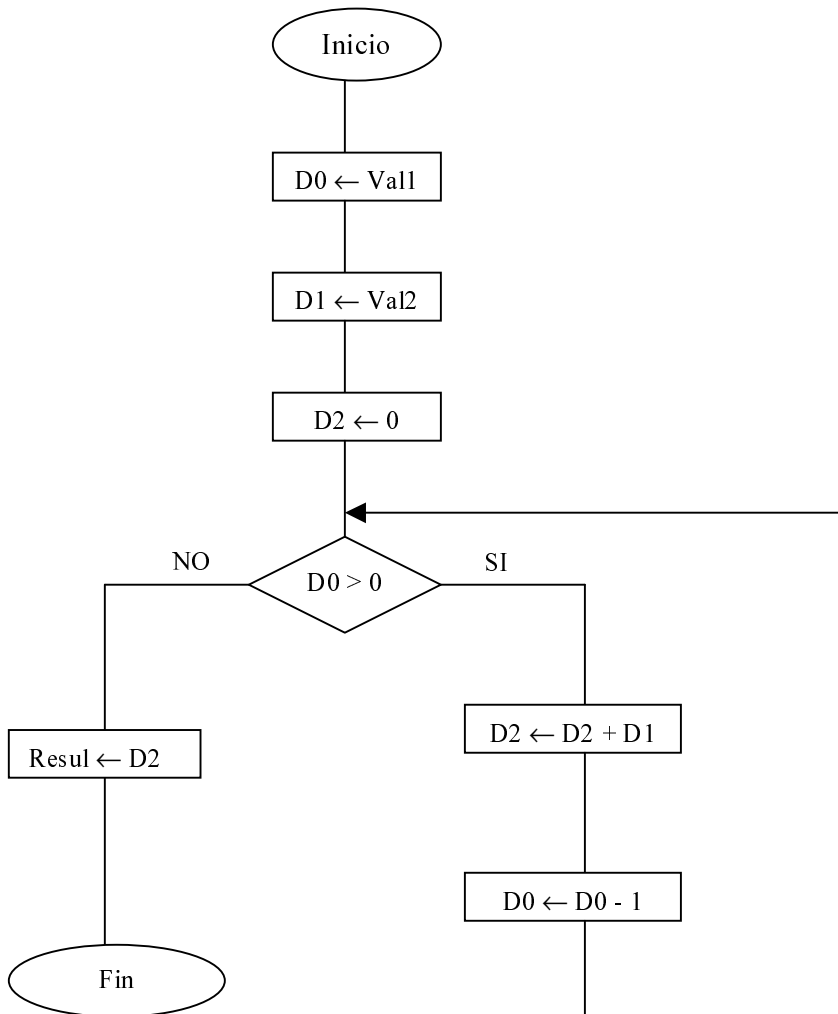 Inicio
D0 ← Val1
D1 ← Val2
D2 ← 0
NO
D0 > 0
SI
D2 ← D2 + D1
Resul ← D2
D0 ← D0 - 1
Fin